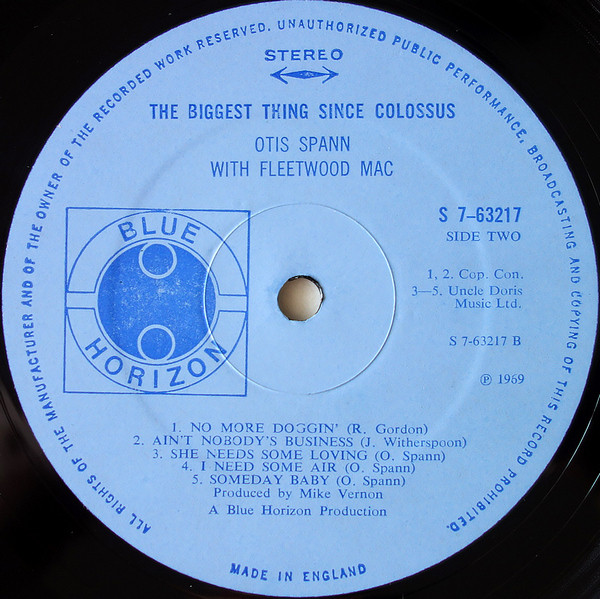 ALL RIGHTS OF THE MANUFACTURER AND OF THE OWNER OF THE RECORDED WORK RESERVED. UNAUTHORIZED PUBLIC PERFORMANCE, BROADCASTING AND COPYING OF THIS RECORD PROHIBITED.
STEREO
THE BIGGEST THING SINCE COLOSSUS
OTIS SPANN
WITH FLEETWOOD MAC
BLUE
HORIZON
S 7-63217
SIDE TWO
1, 2. Cop. Con.
3—5. Uncle Doris
Music Ltd.
S 7-63217 B
℗ 1969
1. NO MORE DOGGIN' (R. Gordon)
2. AIN'T NOBODY'S BUSINESS (J. Witherspoon)
3. SHE NEEDS SOME LOVING (O. Spann)
4. I NEED SOME AIR (O. Spann)
5. SOMEDAY BABY (O. Spann)
Produced by Mike Vernon
A Blue Horizon Production
MADE IN ENGLAND